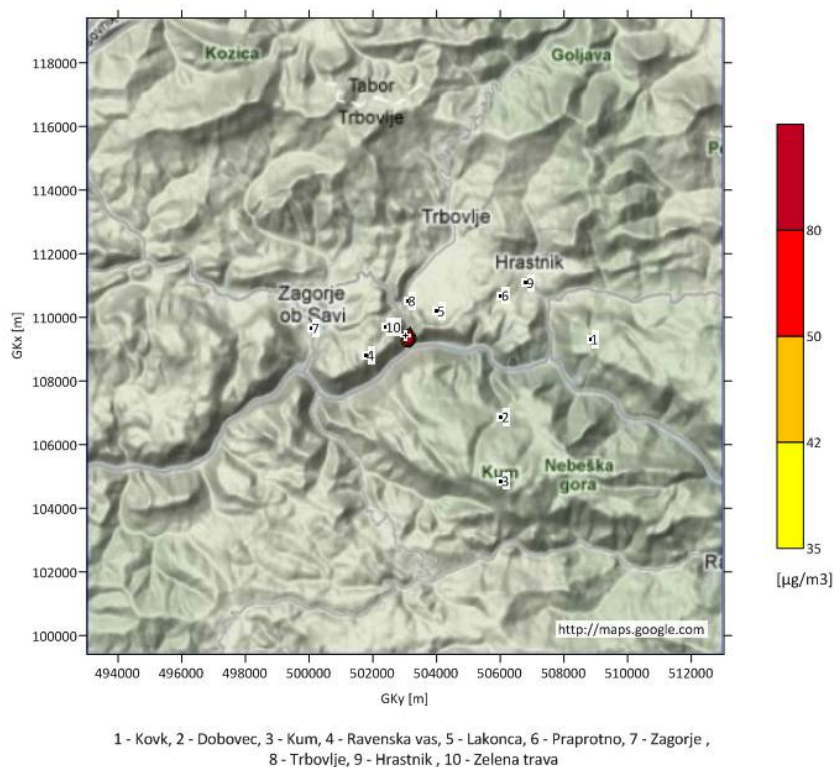 118000
116000
114000
112000
110000
108000
106000
104000
102000
100000
GKx [m]
Kozica
Goljava
Tabor
Trbovlje
Trbovlje
Hrastnik
Zagorje
ob Savi
8
5
6
9
7
10
4
1
2
Kum
3
Nebeška
gora
http://maps.google.com
494000 496000 498000 500000 502000 504000 506000 508000 510000 512000
GKy [m]
80
50
42
35
[µg/m3]
1 - Kovk, 2 - Dobovec, 3 - Kum, 4 - Ravenska vas, 5 - Lakonca, 6 - Praprotno, 7 - Zagorje ,
8 - Trbovlje, 9 - Hrastnik , 10 - Zelena trava